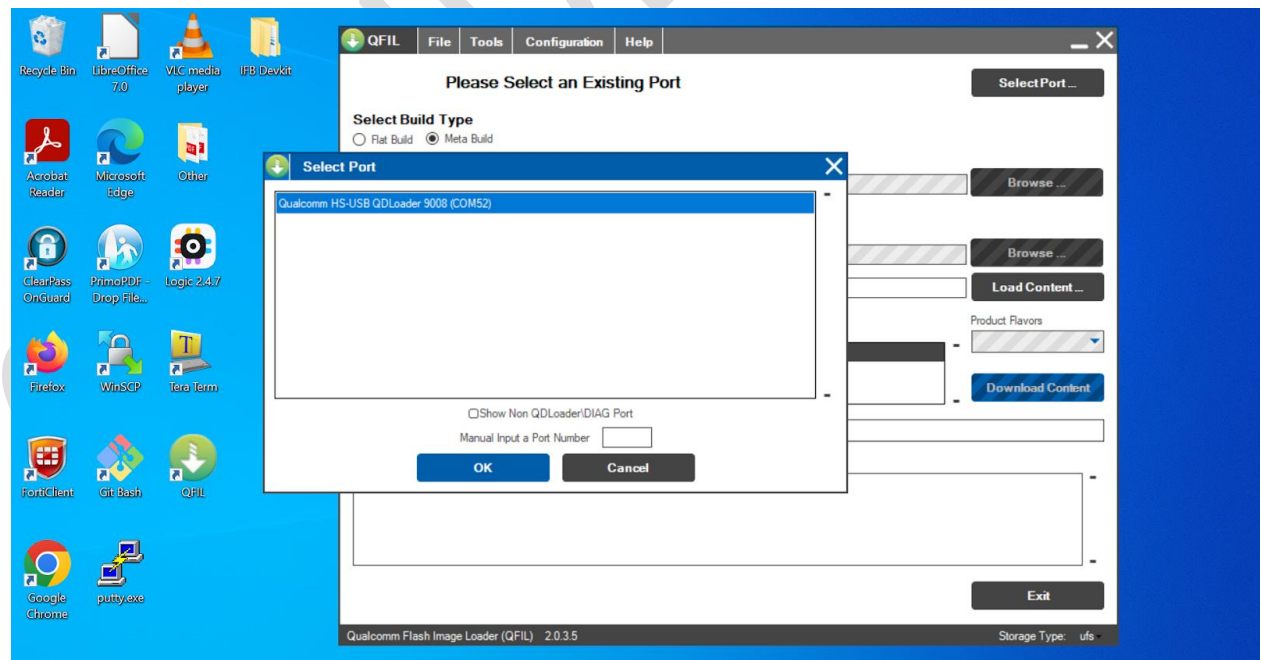 Recycle Bin
LibreOffice
7.0
VLC media
player
IFB Devkit
Acrobat
Reader
Microsoft
Edge
Other
ClearPass
OnGuard
PrimoPDF -
Drop File...
Logic 2.4.7
Firefox
WinSCP
Tera Term
FortiClient
Git Bash
QFIL
Google
Chrome
putty.exe
QFIL File Tools Configuration Help
Please Select an Existing Port
Select Port ...
Select Build Type
Flat Build Meta Build
Browse ...
Browse ...
Load Content ...
Product Flavors
Download Content
Exit
Qualcomm Flash Image Loader (QFIL) 2.0.3.5
Storage Type: ufs
Select Port
Qualcomm HS-USB QDLoader 9008 (COM52)
Show Non QDLoader\DIAG Port
Manual Input a Port Number
OK Cancel